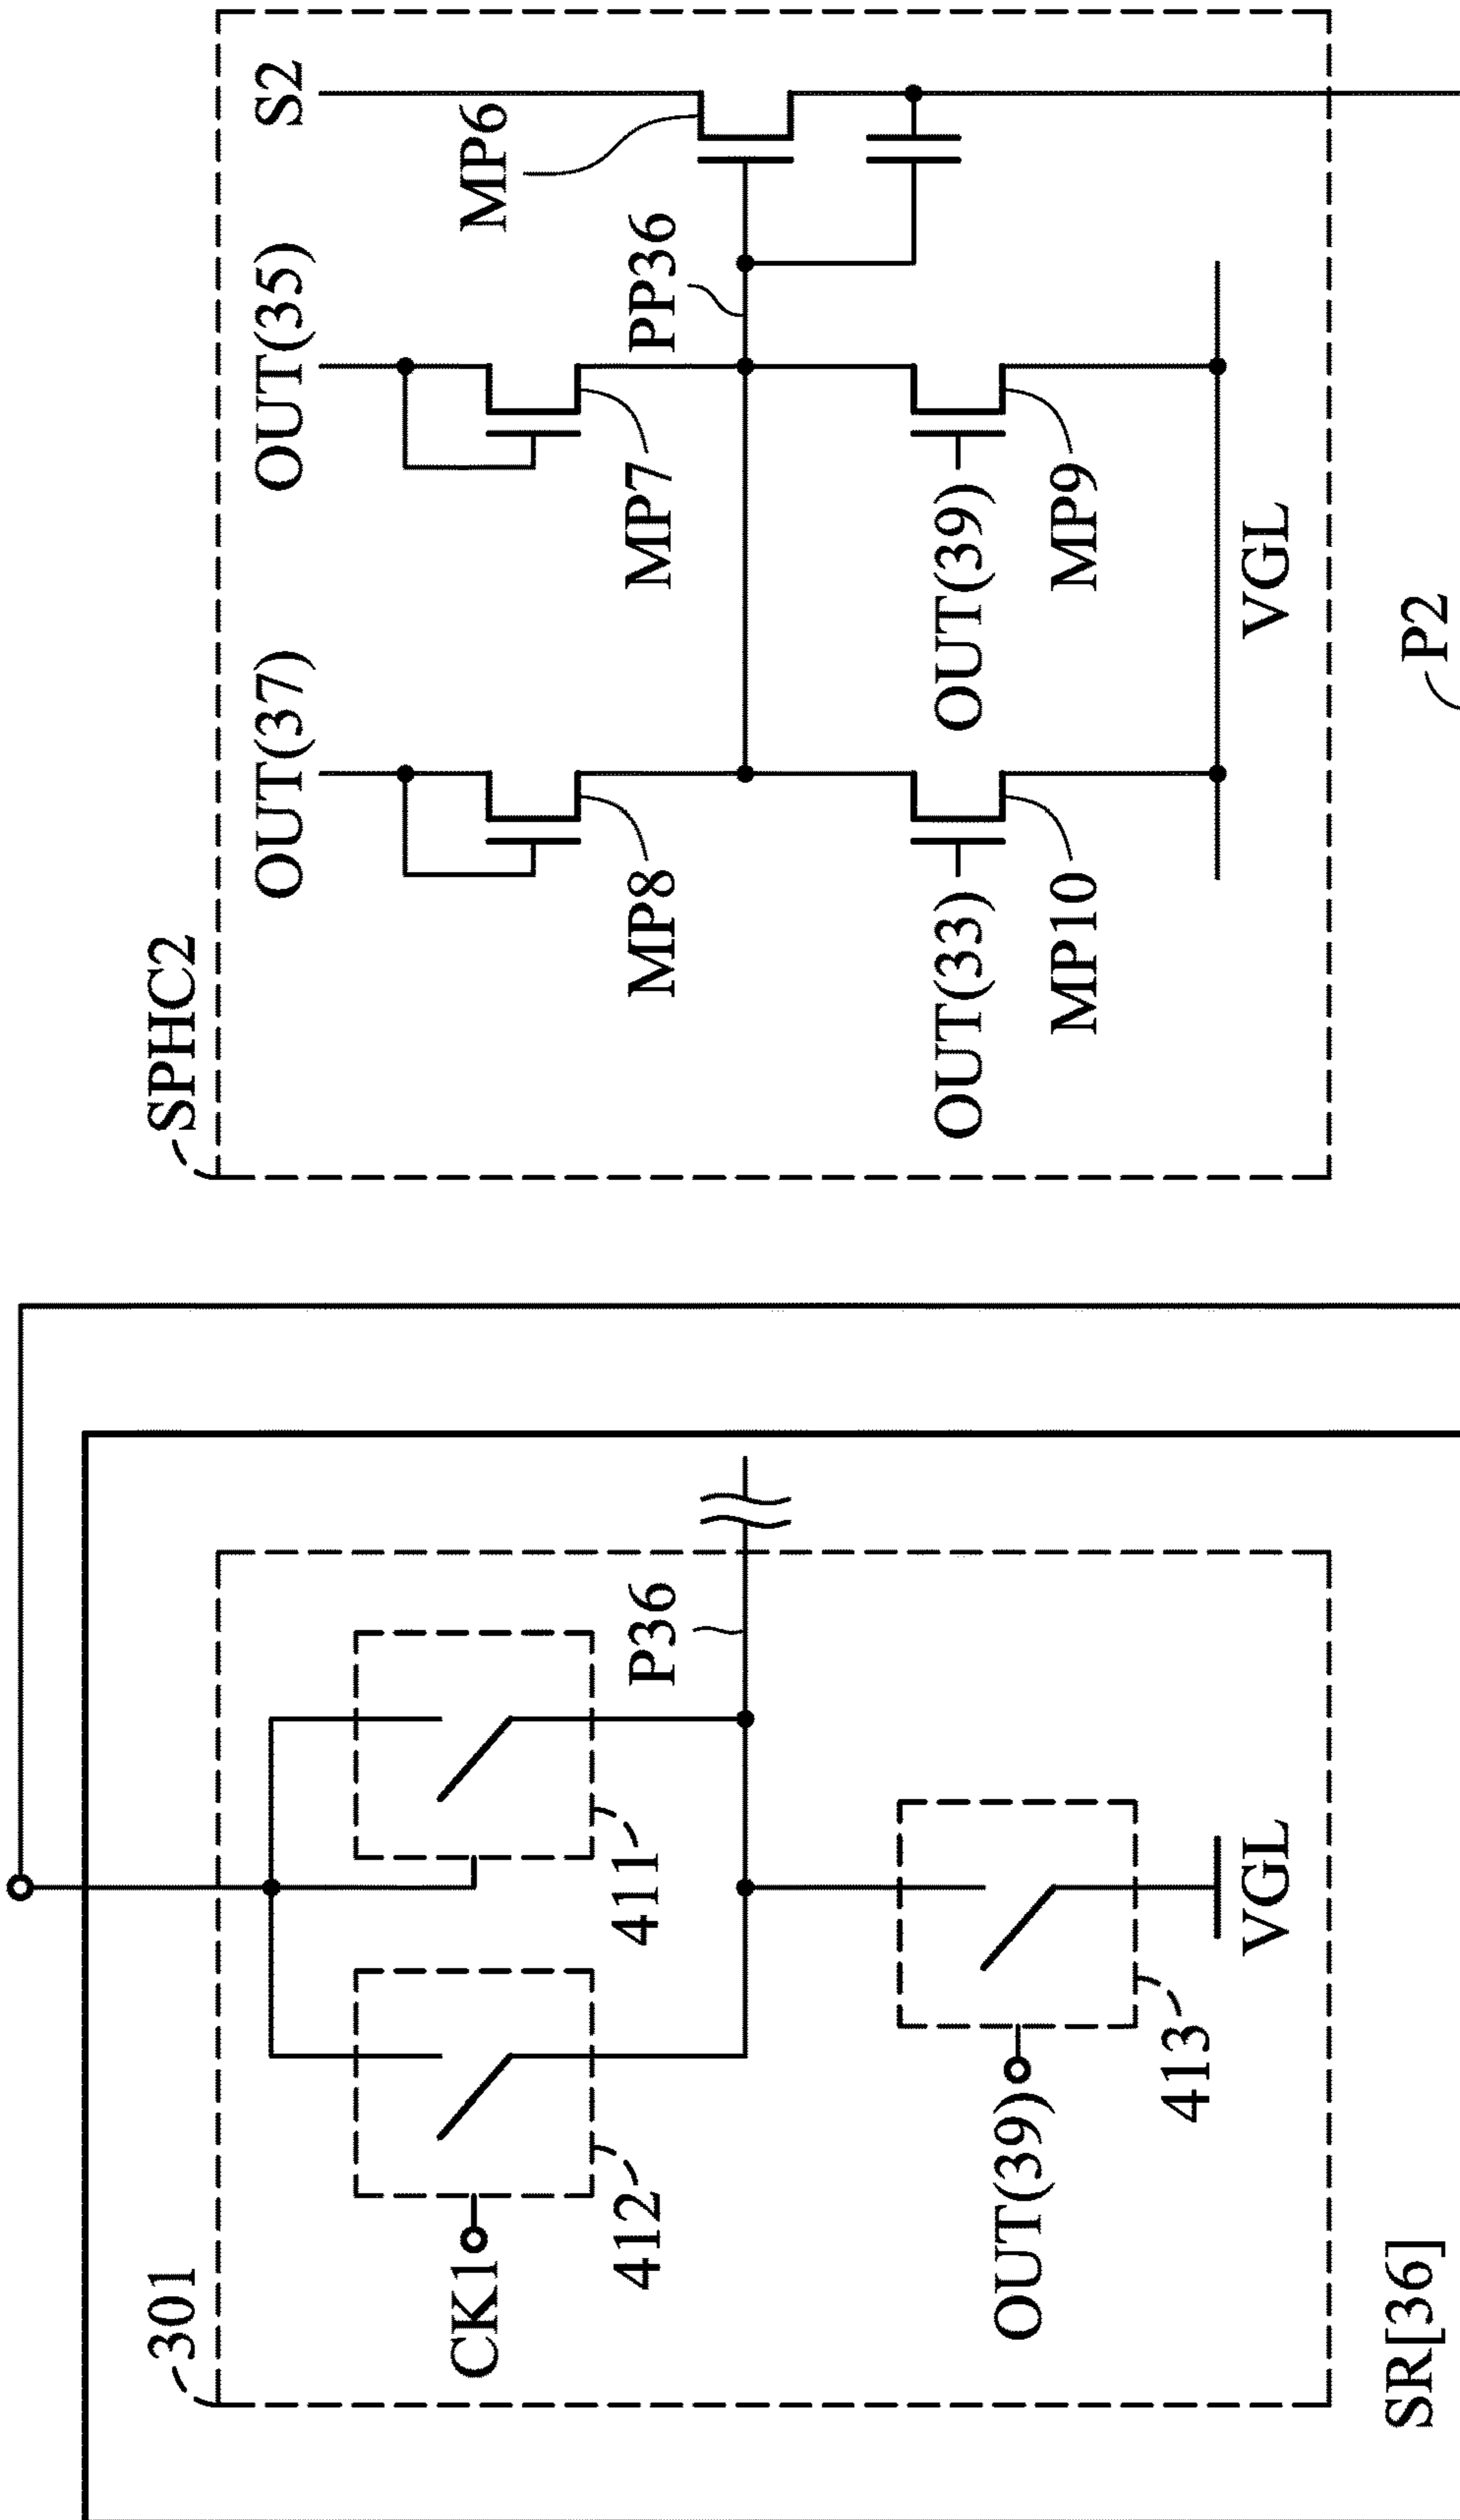 301
CK1
412
411
P36
OUT(39)
413
VGL
SR[36]
SPHC2
OUT(37)
OUT(35)
S2
MP6
MP8
MP7
PP36
OUT(33)
OUT(39)
MP10
MP9
VGL
P2